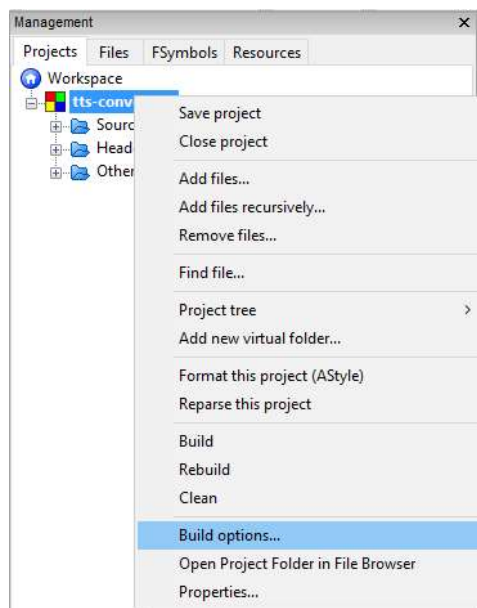 Management
Projects Files FSymbols Resources
Workspace
tts-conv
Sourc
Head
Other
Save project
Close project
Add files...
Add files recursively...
Remove files...
Find file...
Project tree
Add new virtual folder...
Format this project (AStyle)
Reparse this project
Build
Rebuild
Clean
Build options...
Open Project Folder in File Browser
Properties...